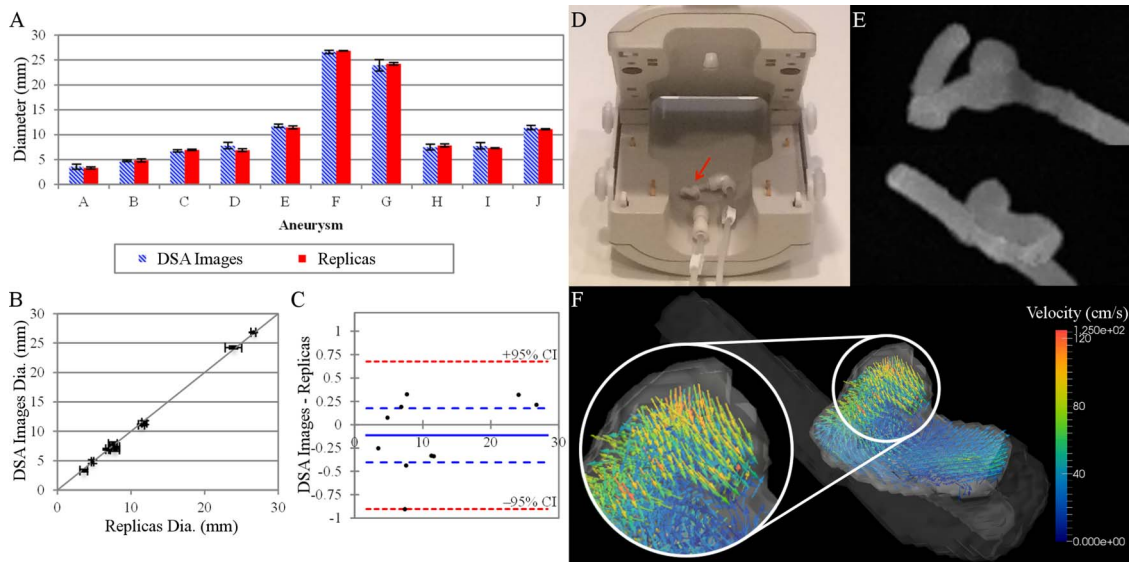 A
30
25
20
15
10
5
0
Diameter (mm)
A B C D E F G H I J
Aneurysm
DSA Images Replicas
B
30
25
20
15
10
5
0
DSA Images Dia. (mm)
0 10 20 30
Replicas Dia. (mm)
C
1
0.75
0.5
0.25
0
-0.25
-0.5
-0.75
-1
DSA Images - Replicas
+95% CI
10 20 30
−95% CI
D
E
F
Velocity (cm/s)
1.250e+02
120
80
40
0.000e+00